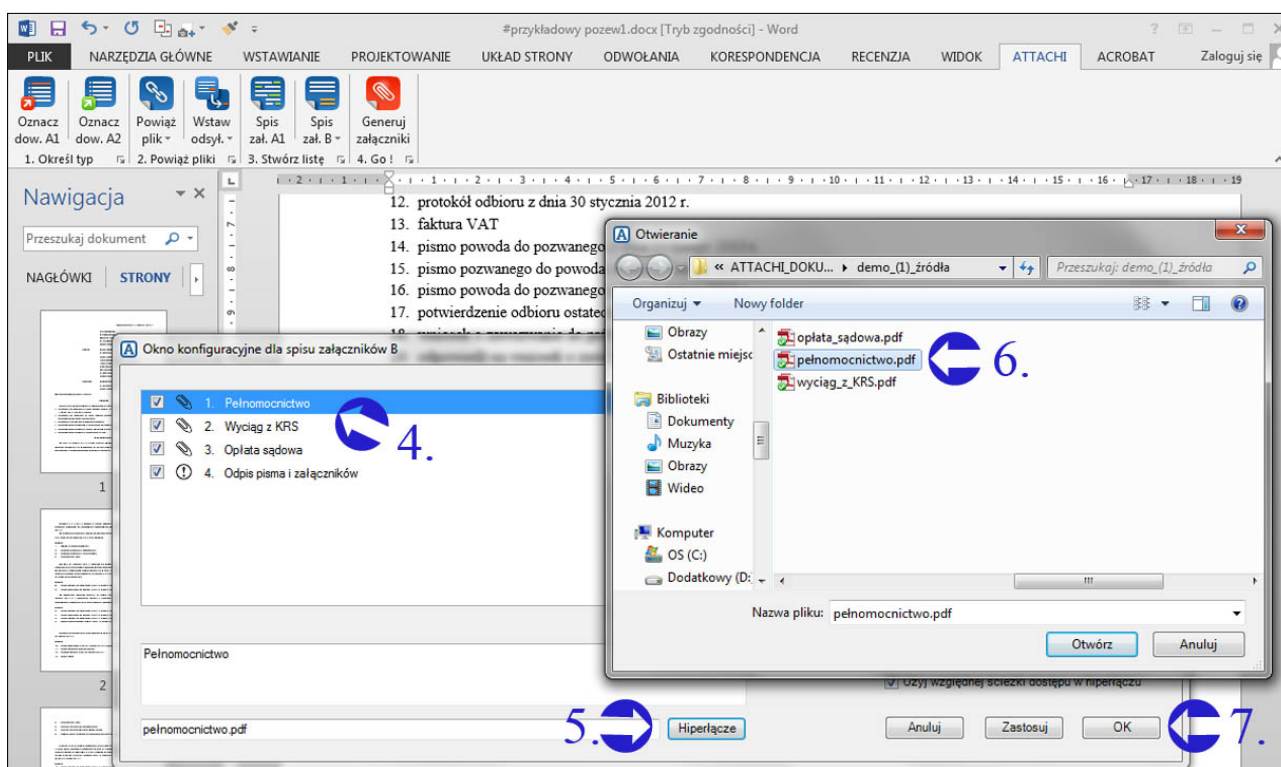 #przykładowy pozew1.docx [Tryb zgodności] - Word
PLIK NARZĘDZIA GŁÓWNE WSTAWIANIE PROJEKTOWANIE UKŁAD STRONY ODWOŁANIA KORESPONDENCJA RECENZJA WIDOK ATTACHI ACROBAT Zaloguj się
Oznacz dow. A1
Oznacz dow. A2
Powiąż plik
Wstaw odsył.
Spis zał. A1
Spis zał. B
Generuj załączniki
1. Określ typ
2. Powiąż pliki
3. Stwórz listę
4. Go !
Nawigacja
Przeszukaj dokument
NAGŁÓWKI STRONY
1
2
12. protokół odbioru z dnia 30 stycznia 2012 r.
13. faktura VAT
14. pismo powoda do pozwanego
15. pismo pozwanego do powoda
16. pismo powoda do pozwanego
17. potwierdzenie odbioru
Okno konfiguracyjne dla spisu załączników B
1. Pełnomocnictwo
2. Wyciąg z KRS
3. Opłata sądowa
4. Odpis pisma i załączników
4.
Pełnomocnictwo
pełnomocnictwo.pdf
5.
Hiperłącze
Użyj względnej ścieżki dostępu w hiperłączu
Anuluj
Zastosuj
OK
7.
Otwieranie
« ATTACHI_DOKU... demo_(1)_źródła
Przeszukaj: demo_(1)_źródła
Organizuj Nowy folder
Obrazy
Ostatnie miejsc
Biblioteki
Dokumenty
Muzyka
Obrazy
Wideo
Komputer
OS (C:)
Dodatkowy (D:
opłata_sądowa.pdf
pełnomocnictwo.pdf
wyciąg_z_KRS.pdf
6.
Nazwa pliku: pełnomocnictwo.pdf
Otwórz
Anuluj